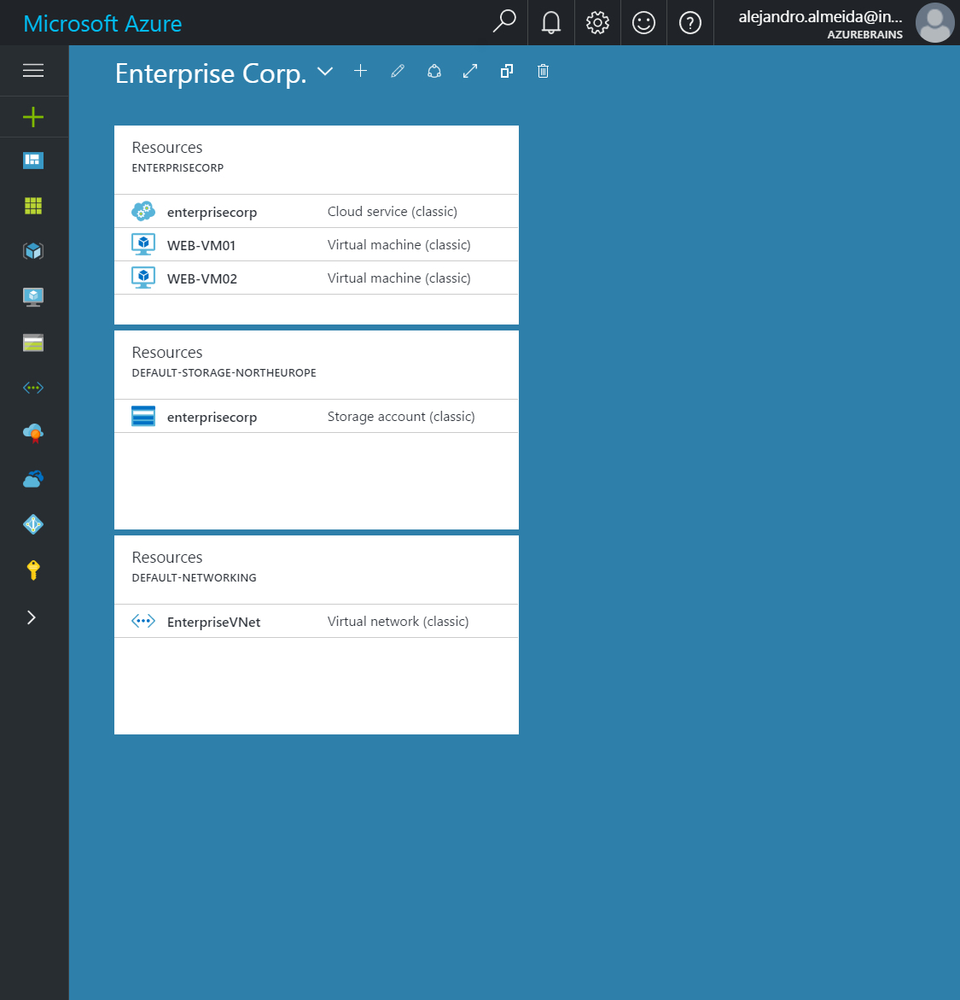 Microsoft Azure
alejandro.almeida@in...
AZUREBRAINS
Enterprise Corp.
Resources
ENTERPRISECORP
enterprisecorp Cloud service (classic)
WEB-VM01 Virtual machine (classic)
WEB-VM02 Virtual machine (classic)
Resources
DEFAULT-STORAGE-NORTHEUROPE
enterprisecorp Storage account (classic)
Resources
DEFAULT-NETWORKING
EnterpriseVNet Virtual network (classic)